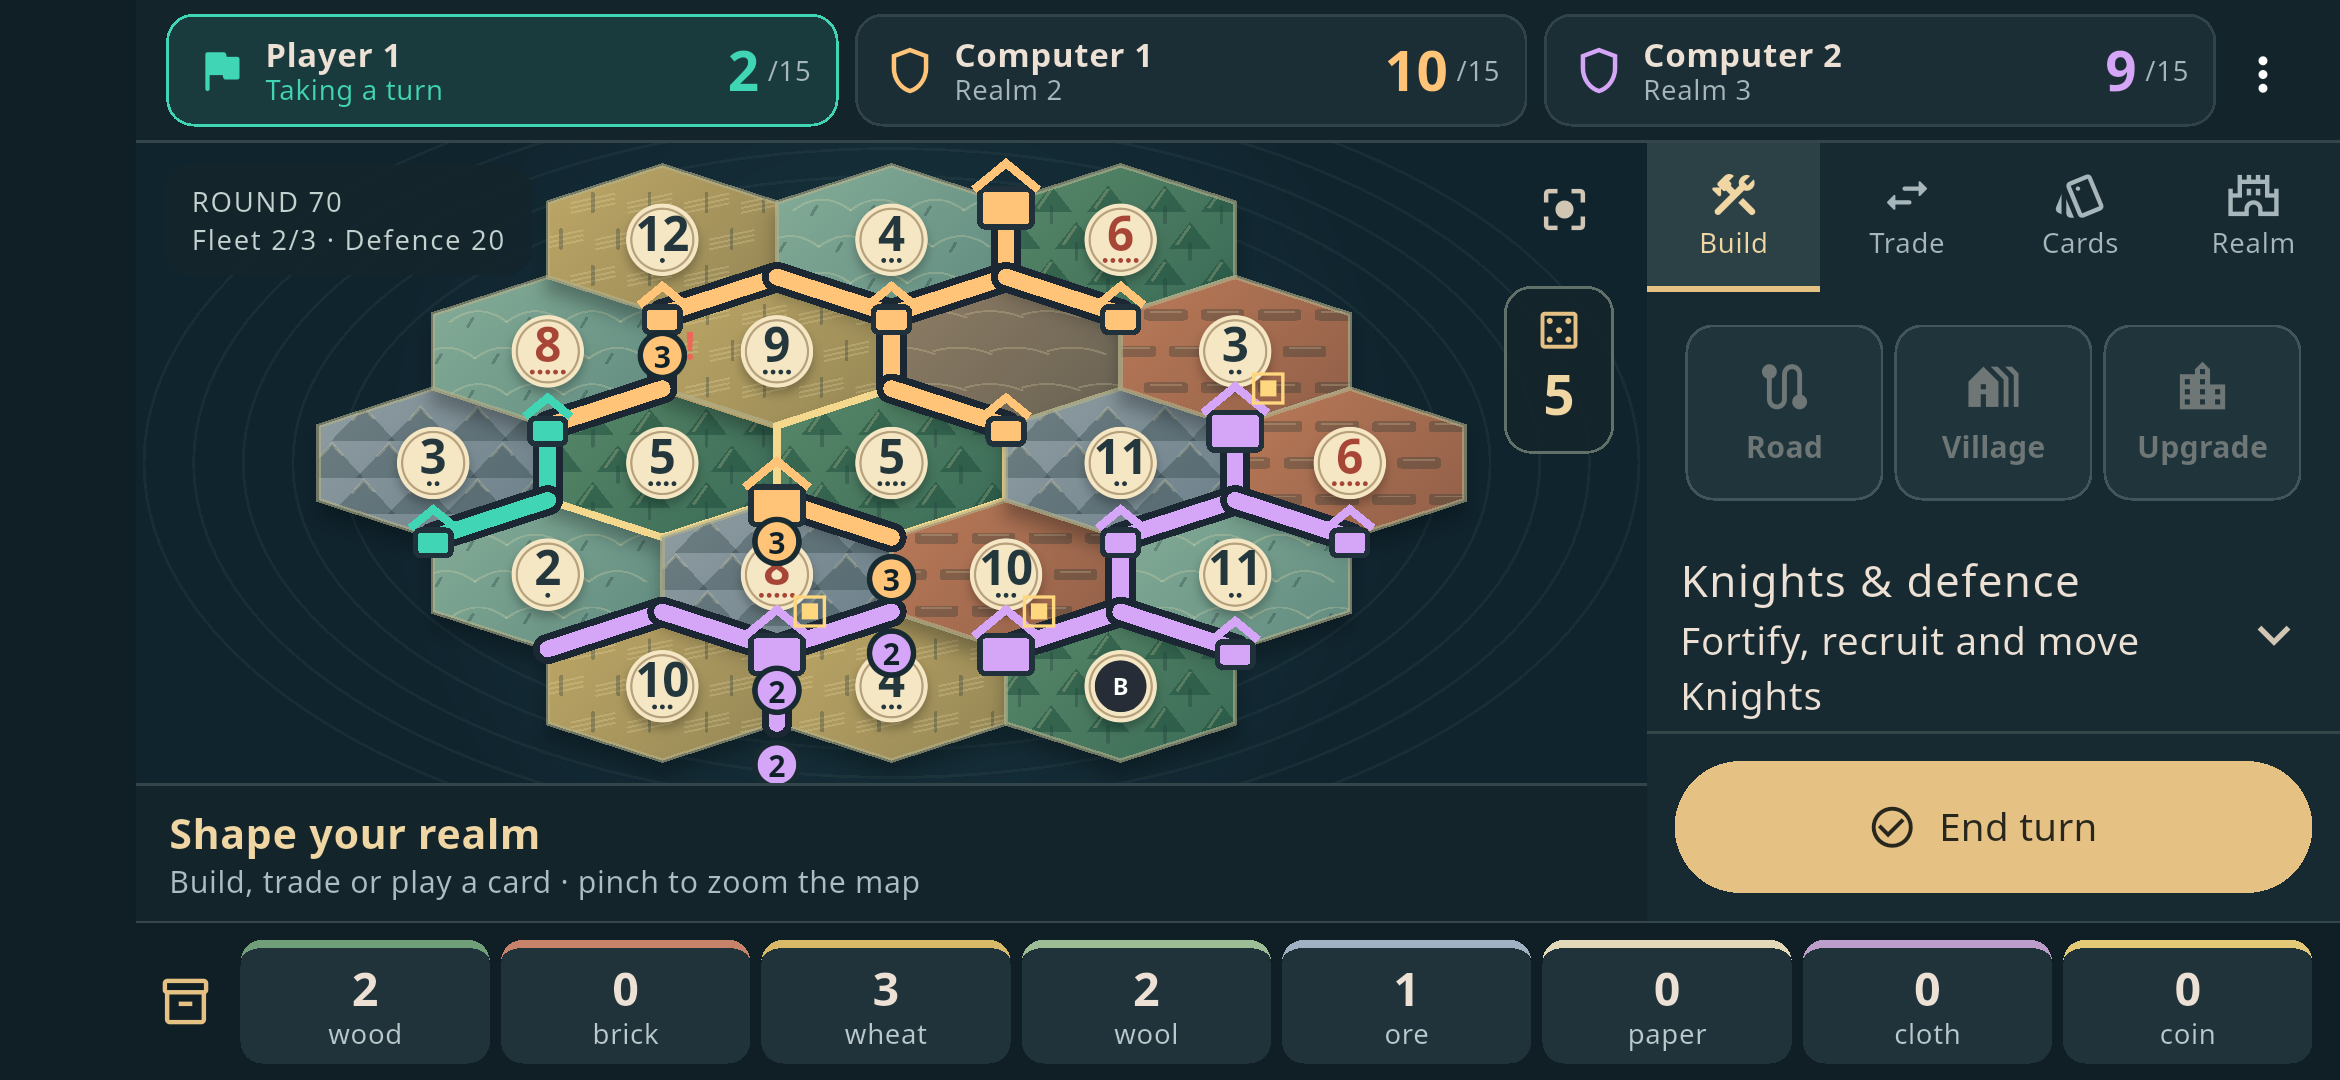 Player 1
Taking a turn
2 /15
Computer 1
Realm 2
10 /15
Computer 2
Realm 3
9 /15
ROUND 70
Fleet 2/3 · Defence 20
12
4
6
8
3
!
9
3
5
3
5
5
11
6
3
2
8
3
10
11
10
2
2
4
B
2
Build
Trade
Cards
Realm
Road
Village
Upgrade
Knights & defence
Fortify, recruit and move
Knights
End turn
Shape your realm
Build, trade or play a card · pinch to zoom the map
2
wood
0
brick
3
wheat
2
wool
1
ore
0
paper
0
cloth
0
coin